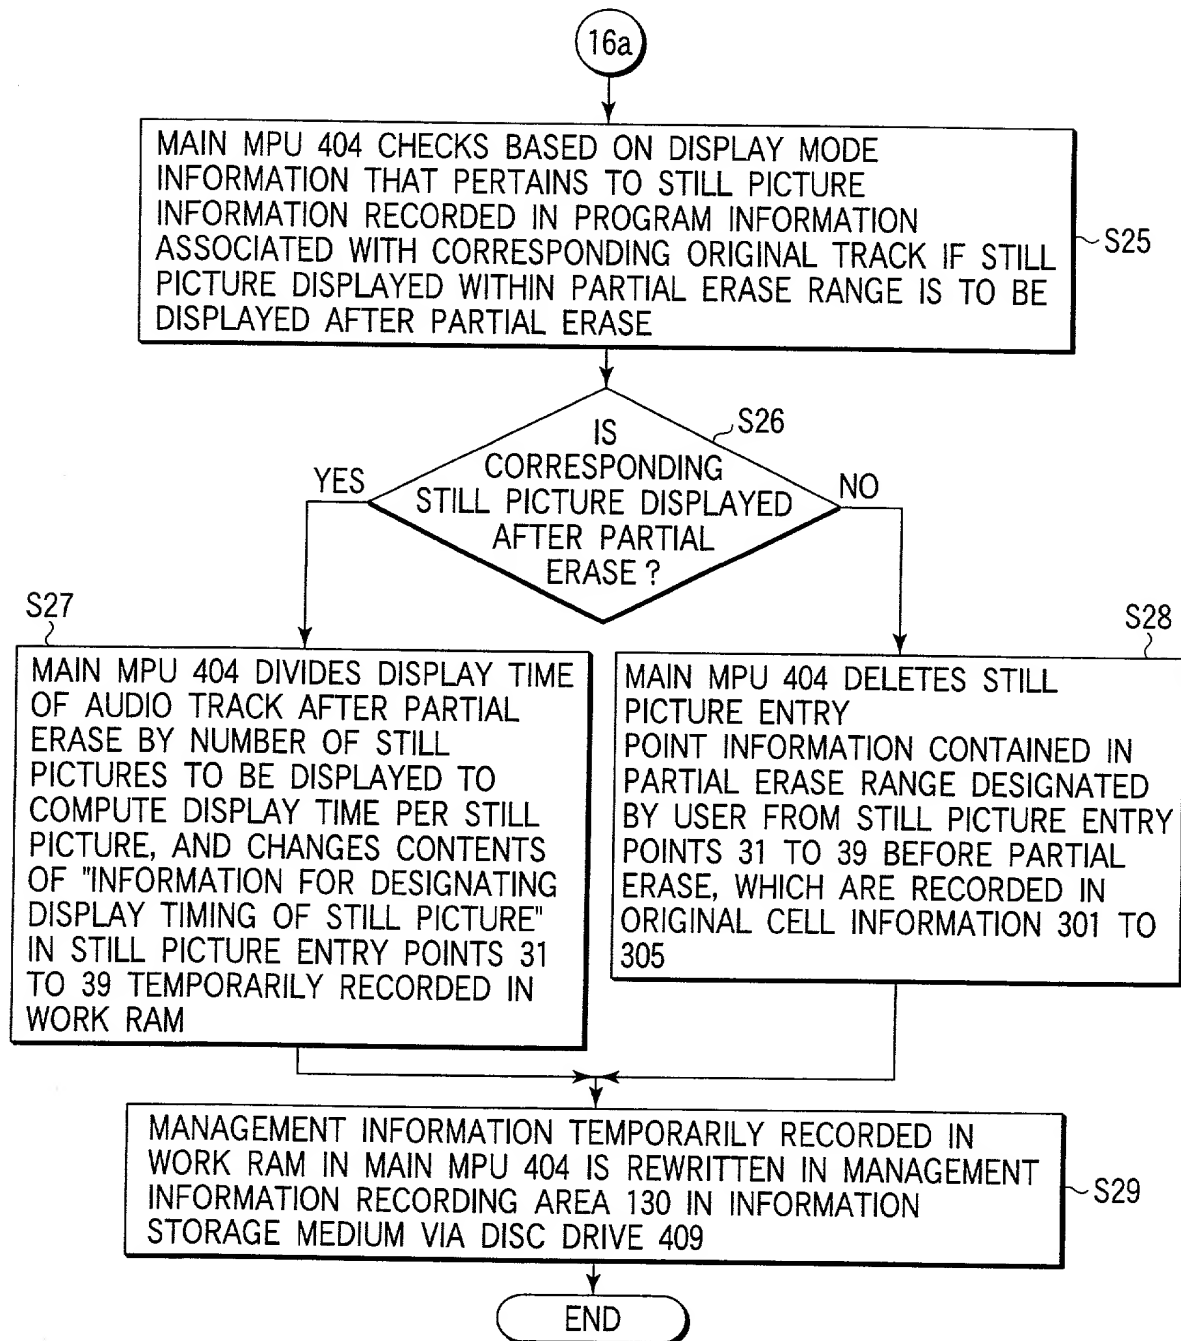 16a
MAIN MPU 404 CHECKS BASED ON DISPLAY MODE
INFORMATION THAT PERTAINS TO STILL PICTURE
INFORMATION RECORDED IN PROGRAM INFORMATION
ASSOCIATED WITH CORRESPONDING ORIGINAL TRACK IF STILL
PICTURE DISPLAYED WITHIN PARTIAL ERASE RANGE IS TO BE
DISPLAYED AFTER PARTIAL ERASE
S25
S26
IS
CORRESPONDING
STILL PICTURE DISPLAYED
AFTER PARTIAL
ERASE?
YES
NO
S27
MAIN MPU 404 DIVIDES DISPLAY TIME
OF AUDIO TRACK AFTER PARTIAL
ERASE BY NUMBER OF STILL
PICTURES TO BE DISPLAYED TO
COMPUTE DISPLAY TIME PER STILL
PICTURE, AND CHANGES CONTENTS
OF "INFORMATION FOR DESIGNATING
DISPLAY TIMING OF STILL PICTURE"
IN STILL PICTURE ENTRY POINTS 31
TO 39 TEMPORARILY RECORDED IN
WORK RAM
S28
MAIN MPU 404 DELETES STILL
PICTURE ENTRY
POINT INFORMATION CONTAINED IN
PARTIAL ERASE RANGE DESIGNATED
BY USER FROM STILL PICTURE ENTRY
POINTS 31 TO 39 BEFORE PARTIAL
ERASE, WHICH ARE RECORDED IN
ORIGINAL CELL INFORMATION 301 TO
305
MANAGEMENT INFORMATION TEMPORARILY RECORDED IN
WORK RAM IN MAIN MPU 404 IS REWRITTEN IN MANAGEMENT
INFORMATION RECORDING AREA 130 IN INFORMATION
STORAGE MEDIUM VIA DISC DRIVE 409
S29
END